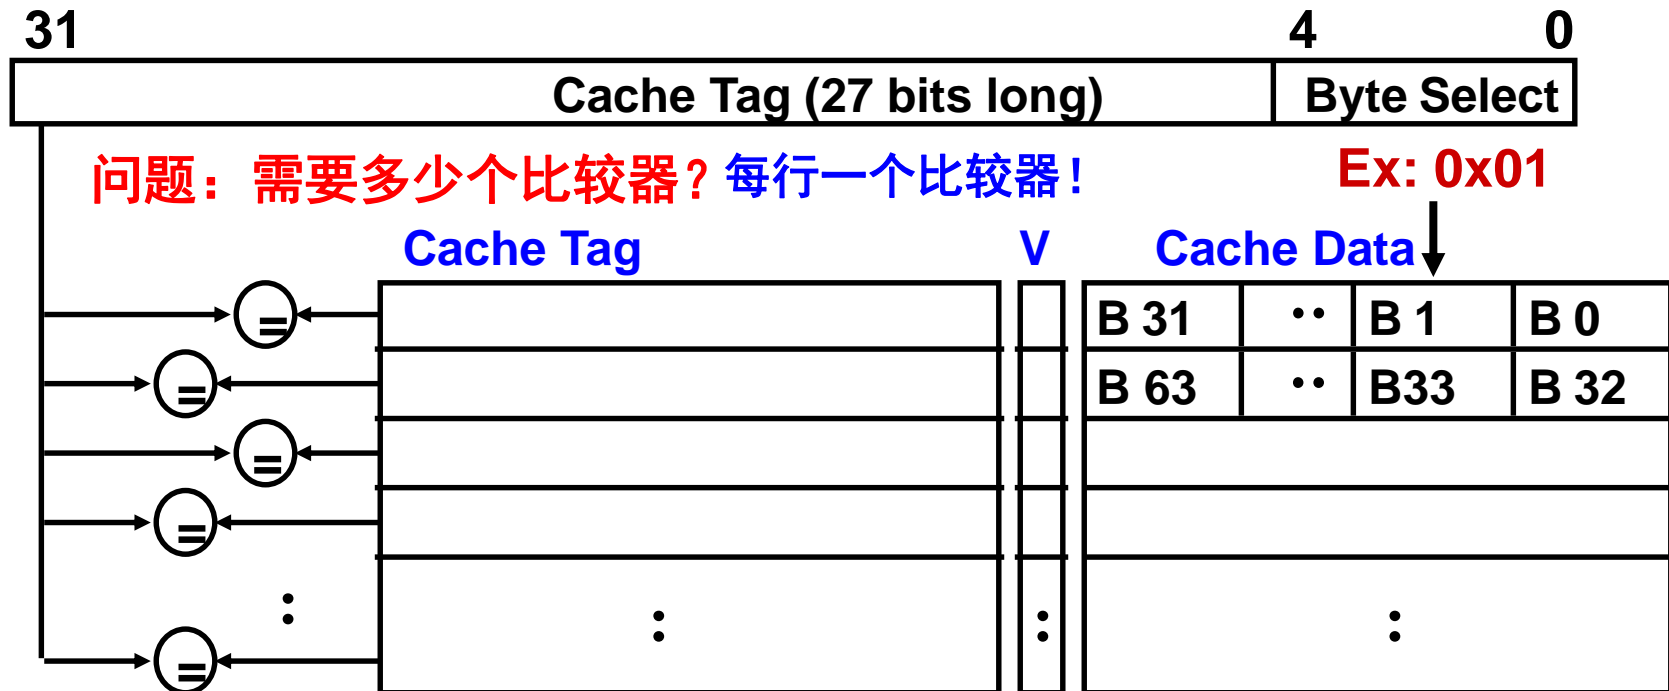 31 4 0
Cache Tag (27 bits long) Byte Select
问题：需要多少个比较器？每行一个比较器！ Ex: 0x01
Cache Tag V Cache Data
= B 31 ·· B 1 B 0
= B 63 ·· B33 B 32
=
=
: : : :
=